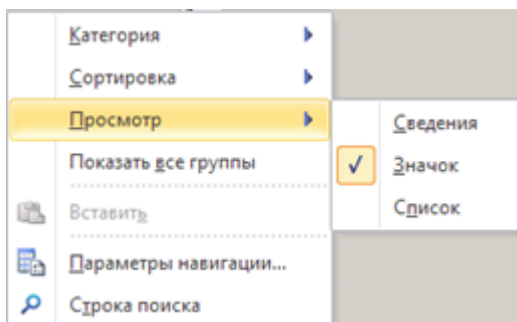 Категория
Сортировка
Просмотр
Показать все группы
Вставить
Параметры навигации...
Строка поиска
Сведения
Значок
Список